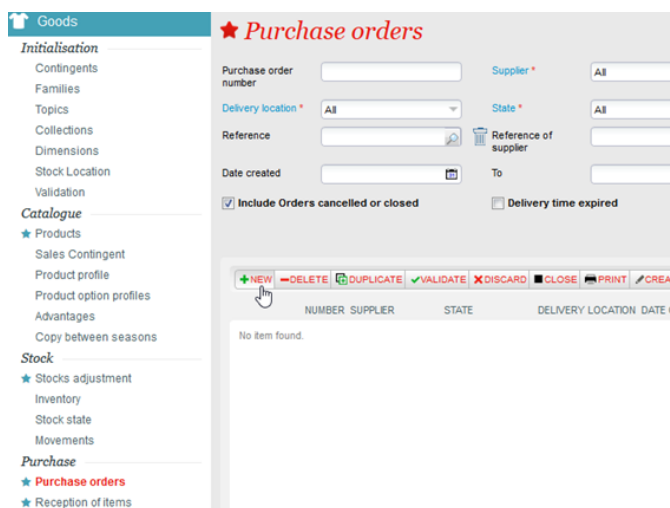 Goods
Initialisation
Contingents
Families
Topics
Collections
Dimensions
Stock Location
Validation
Catalogue
Products
Sales Contingent
Product profile
Product option profiles
Advantages
Copy between seasons
Stock
Stocks adjustment
Inventory
Stock state
Movements
Purchase
Purchase orders
Reception of items
Purchase orders
Purchase order number
Supplier * All
Delivery location * All
State * All
Reference
Reference of supplier
Date created
To
Include Orders cancelled or closed
Delivery time expired
NEW DELETE DUPLICATE VALIDATE DISCARD CLOSE PRINT CREA
NUMBER SUPPLIER STATE DELIVERY LOCATION DATE
No item found.